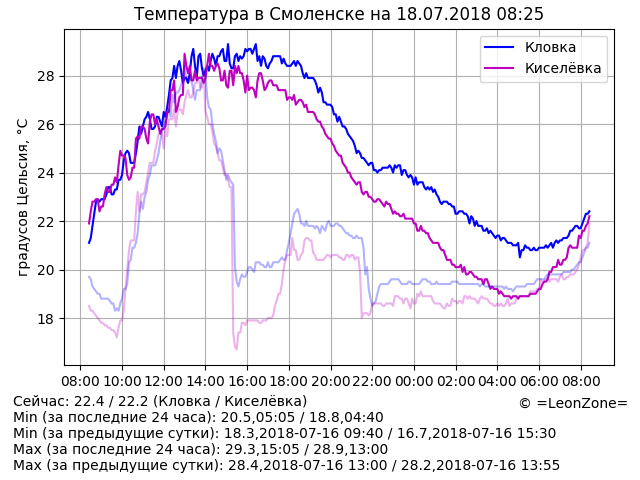 Температура в Смоленске на 18.07.2018 08:25
Кловка
Киселёвка
градусов Цельсия, °C
28
26
24
22
20
18
08:00 10:00 12:00 14:00 16:00 18:00 20:00 22:00 00:00 02:00 04:00 06:00 08:00
Сейчас: 22.4 / 22.2 (Кловка / Киселёвка)
© =LeonZone=
Min (за последние 24 часа): 20.5,05:05 / 18.8,04:40
Min (за предыдущие сутки): 18.3,2018-07-16 09:40 / 16.7,2018-07-16 15:30
Max (за последние 24 часа): 29.3,15:05 / 28.9,13:00
Max (за предыдущие сутки): 28.4,2018-07-16 13:00 / 28.2,2018-07-16 13:55